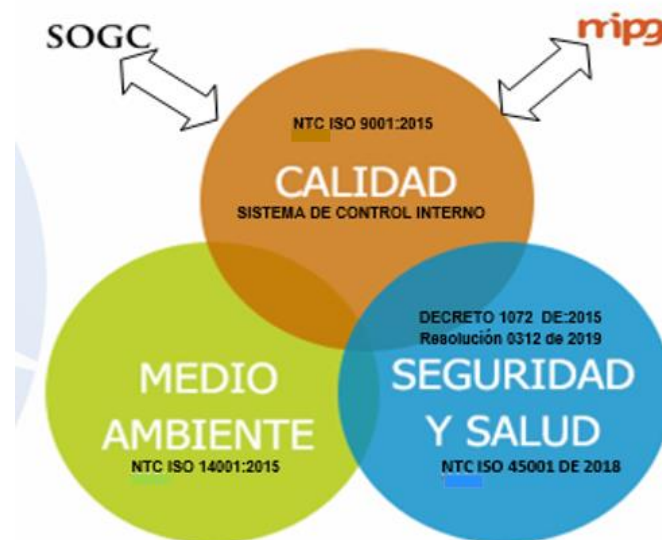 SOGC
mipg
NTC ISO 9001:2015
CALIDAD
SISTEMA DE CONTROL INTERNO
MEDIO
AMBIENTE
NTC ISO 14001:2015
DECRETO 1072 DE:2015
Resolución 0312 de 2019
SEGURIDAD
Y SALUD
NTC ISO 45001 DE 2018